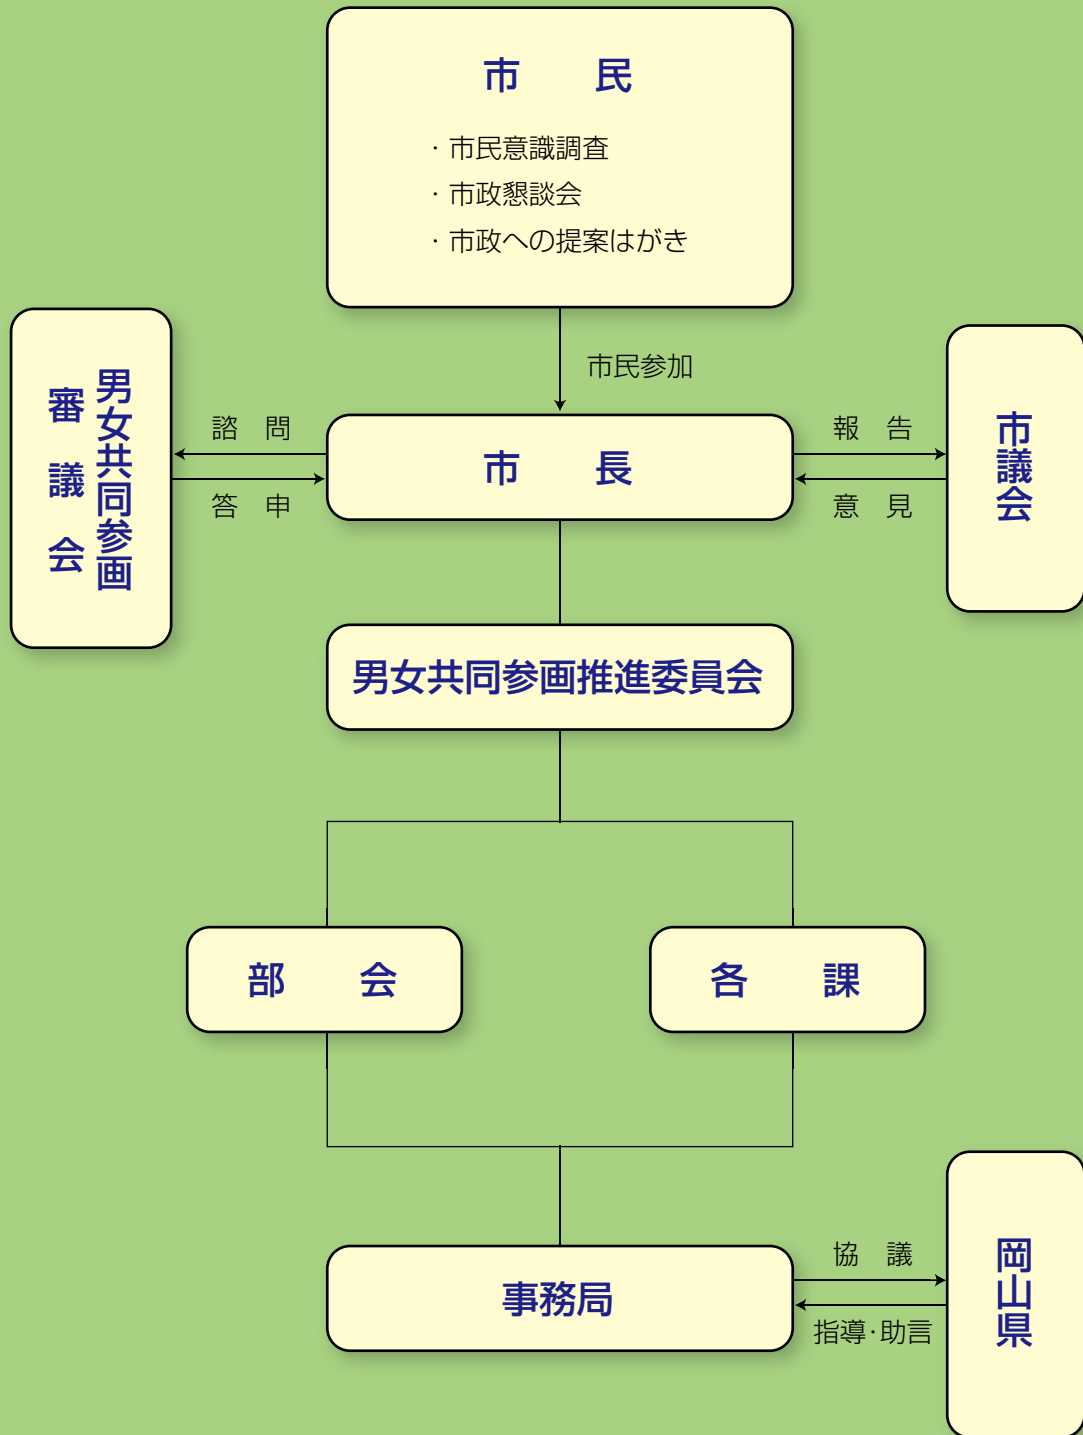 市　民
・市民意識調査
・市政懇談会
・市政への提案はがき
市民参加
男女共同参画
審議会
諮　問
答　申
市　長
報　告
意　見
市議会
男女共同参画推進委員会
部　会
各　課
事務局
協　議
指導・助言
岡山県